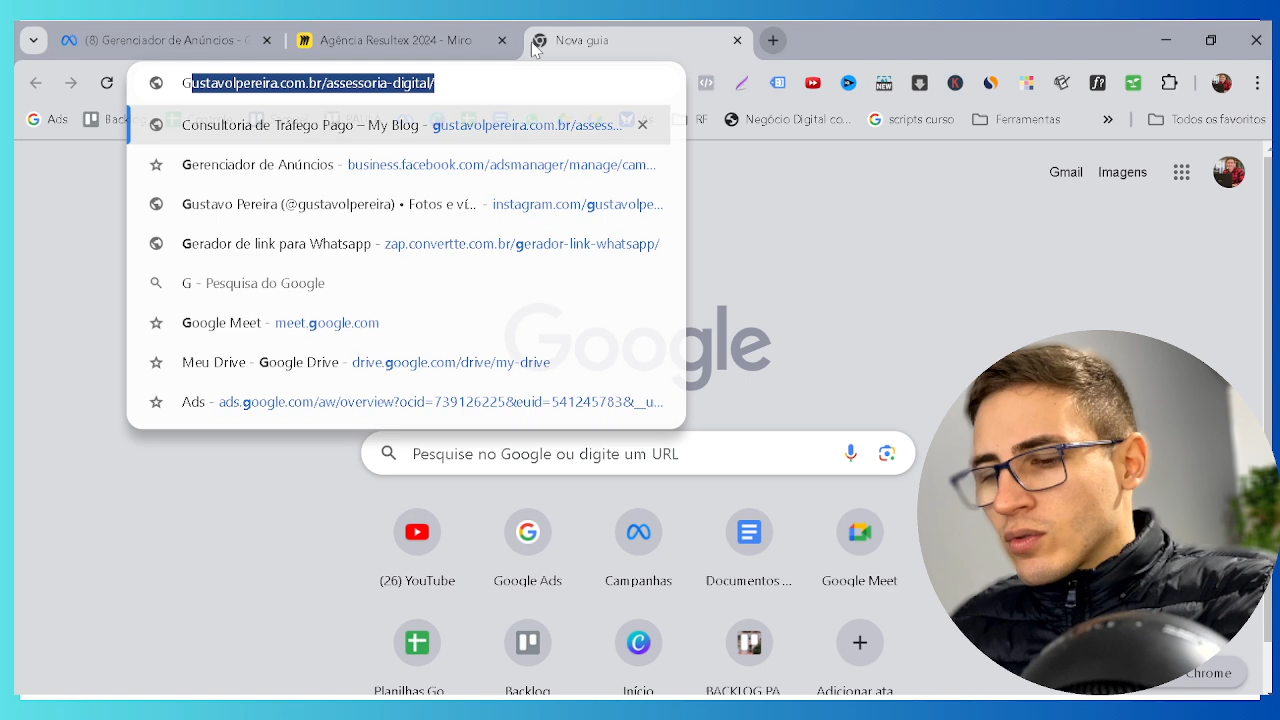 (8) Gerenciador de Anúncios -
Agência Resultex 2024 - Miro
Nova guia
Gustavolpereira.com.br/assessoria-digital/
NEW
K
f?
Ads
RF
Negócio Digital co...
scripts curso
Ferramentas
»
Todos os favoritos
Consultoria de Tráfego Pago – My Blog - gustavolpereira.com.br/assess...
Gerenciador de Anúncios - business.facebook.com/adsmanager/manage/cam...
Gustavo Pereira (@gustavolpereira) • Fotos e ví... - instagram.com/gustavolpe...
Gerador de link para Whatsapp - zap.convertte.com.br/gerador-link-whatsapp/
G - Pesquisa do Google
Google Meet - meet.google.com
Meu Drive - Google Drive - drive.google.com/drive/my-drive
Ads - ads.google.com/aw/overview?ocid=739126225&euid=541245783&__u...
Gmail
Imagens
Google
Pesquise no Google ou digite um URL
(26) YouTube
Google Ads
Campanhas
Documentos ...
Google Meet
Planilhas Go
Backlog
Início
BACKLOG PA
Adicionar ata
Chrome